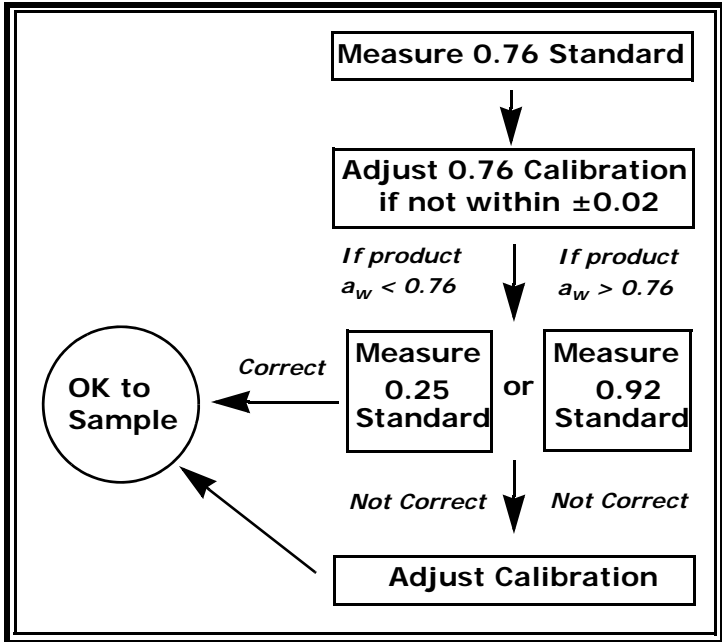 Measure 0.76 Standard
Adjust 0.76 Calibration
if not within ±0.02
If product
aw < 0.76
If product
aw > 0.76
Correct
OK to
Sample
Measure
0.25
Standard
or
Measure
0.92
Standard
Not Correct
Not Correct
Adjust Calibration